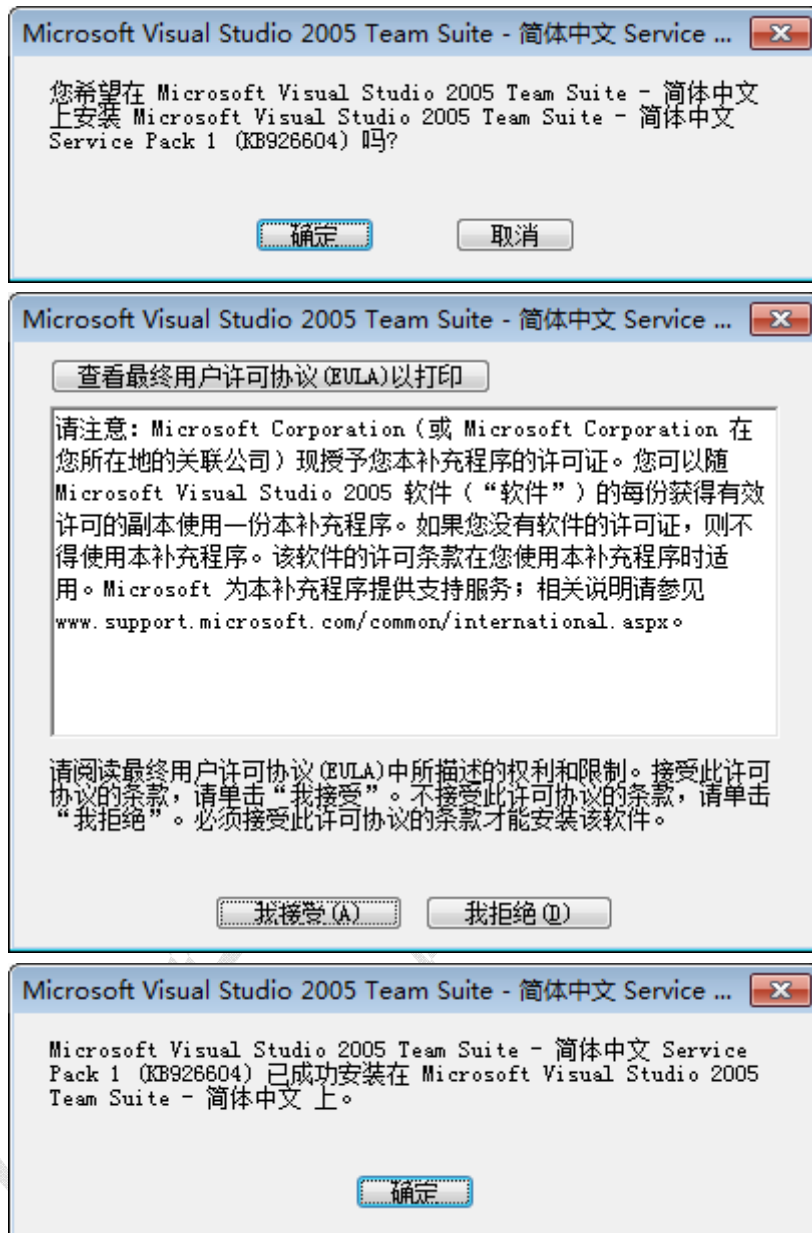 Microsoft Visual Studio 2005 Team Suite - 简体中文 Service ...
您希望在 Microsoft Visual Studio 2005 Team Suite - 简体中文
上安装 Microsoft Visual Studio 2005 Team Suite - 简体中文
Service Pack 1 (KB926604) 吗?
确定 取消
Microsoft Visual Studio 2005 Team Suite - 简体中文 Service ...
查看最终用户许可协议(EULA)以打印
请注意：Microsoft Corporation（或 Microsoft Corporation 在
您所在地的关联公司）现授予您本补充程序的许可证。您可以随
Microsoft Visual Studio 2005 软件（“软件”）的每份获得有效
许可的副本使用一份本补充程序。如果您没有软件的许可证，则不
得使用本补充程序。该软件的许可条款在您使用本补充程序时适
用。Microsoft 为本补充程序提供支持服务；相关说明请参见
www.support.microsoft.com/common/international.aspx。
请阅读最终用户许可协议(EULA)中所描述的权利和限制。接受此许可
协议的条款，请单击“我接受”。不接受此许可协议的条款，请单击
“我拒绝”。必须接受此许可协议的条款才能安装该软件。
我接受(A) 我拒绝(D)
Microsoft Visual Studio 2005 Team Suite - 简体中文 Service ...
Microsoft Visual Studio 2005 Team Suite - 简体中文 Service
Pack 1 (KB926604) 已成功安装在 Microsoft Visual Studio 2005
Team Suite - 简体中文 上。
确定